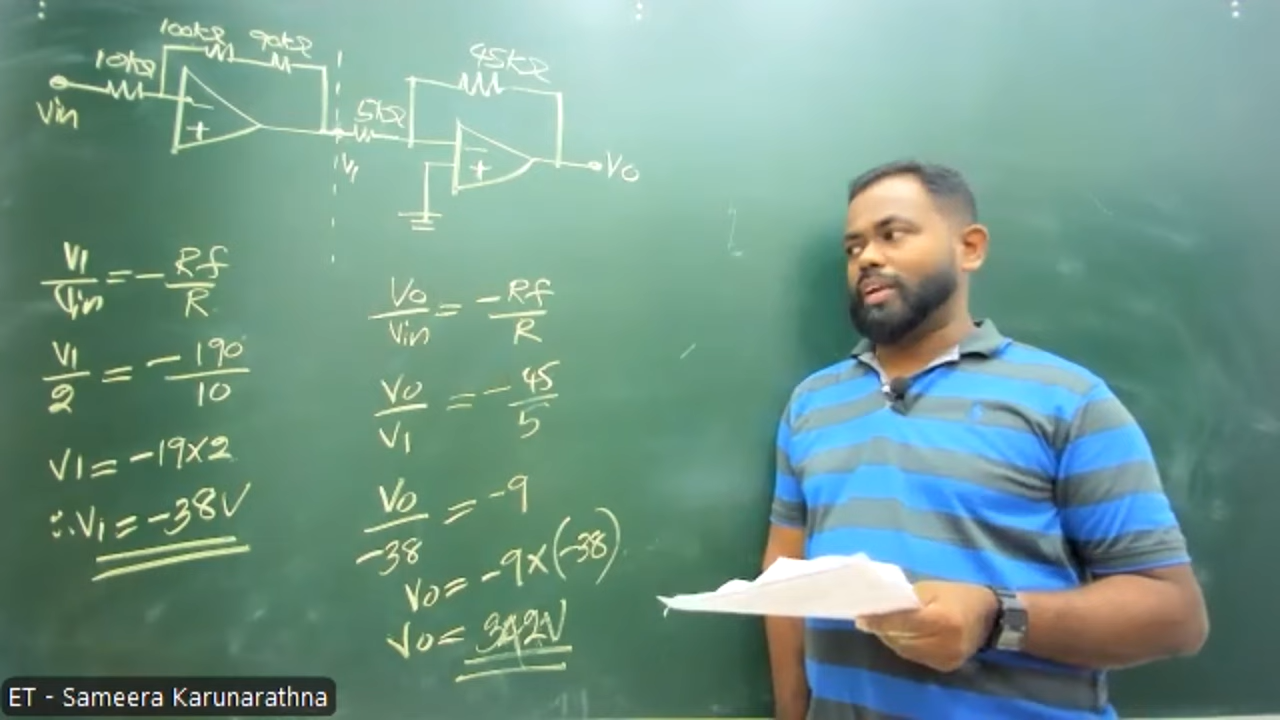 100kΩ 90kΩ
10kΩ
Vin
-
+
V1
5kΩ
45kΩ
-
+
Vo
V1/Vin = - Rf/R
V1/2 = - 190/10
V1 = -19×2
∴V1 = -38V
Vo/Vin = - Rf/R
Vo/V1 = - 45/5
Vo/-38 = -9
Vo = -9×(-38)
Vo = 342V
ET - Sameera Karunarathna